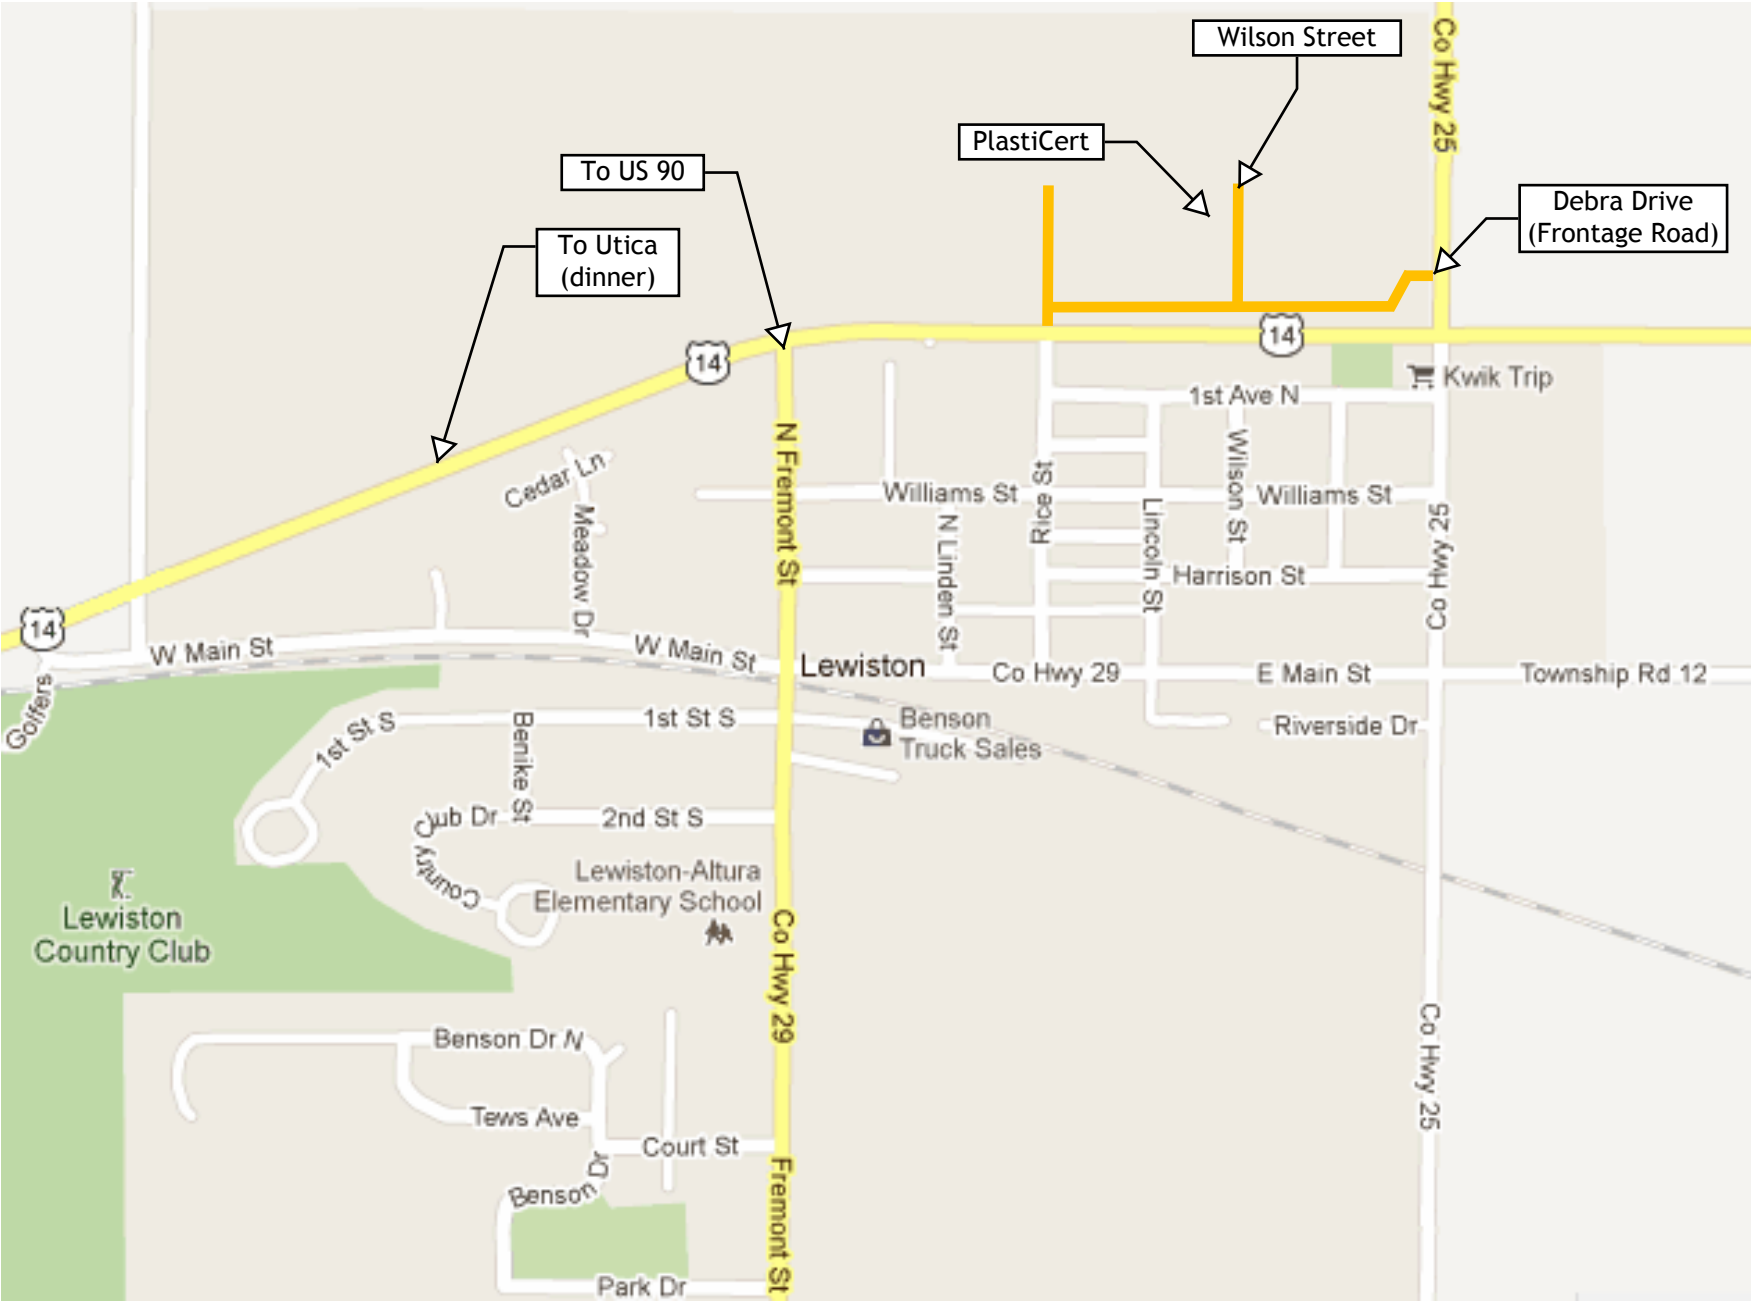 Wilson Street
Co Hwy 25
PlastiCert
To US 90
Debra Drive
(Frontage Road)
To Utica
(dinner)
14
14
Kwik Trip
1st Ave N
N Fremont St
Wilson St
Cedar Ln
Rice St
Williams St
Williams St
Meadow Dr
N Linden St
Lincoln St
Co Hwy 25
Harrison St
14
W Main St
W Main St
Lewiston
Co Hwy 29
E Main St
Township Rd 12
Golfers
1st St S
Benike St
1st St S
Benson
Truck Sales
Riverside Dr
Country Club Dr
2nd St S
Lewiston-Altura
Elementary School
Lewiston
Country Club
Co Hwy 29
Co Hwy 25
Benson Dr N
Tews Ave
Court St
Benson Dr
Fremont St
Park Dr